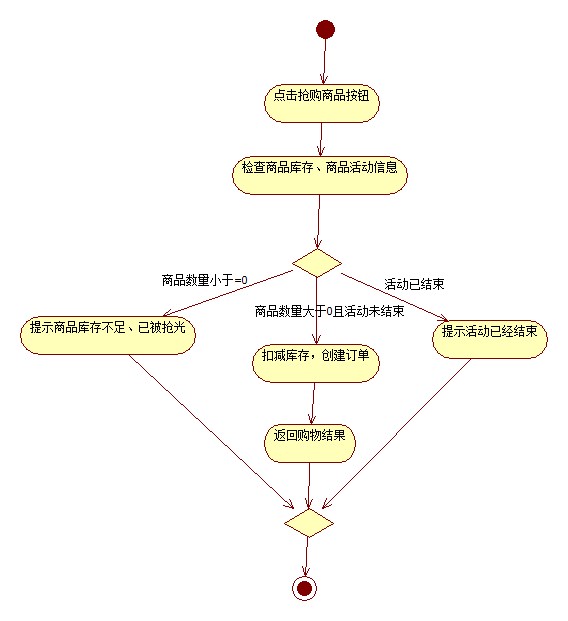 点击抢购商品按钮
检查商品库存、商品活动信息
商品数量小于=0
活动已结束
商品数量大于0且活动未结束
提示商品库存不足、已被抢光
提示活动已经结束
扣减库存，创建订单
返回购物结果